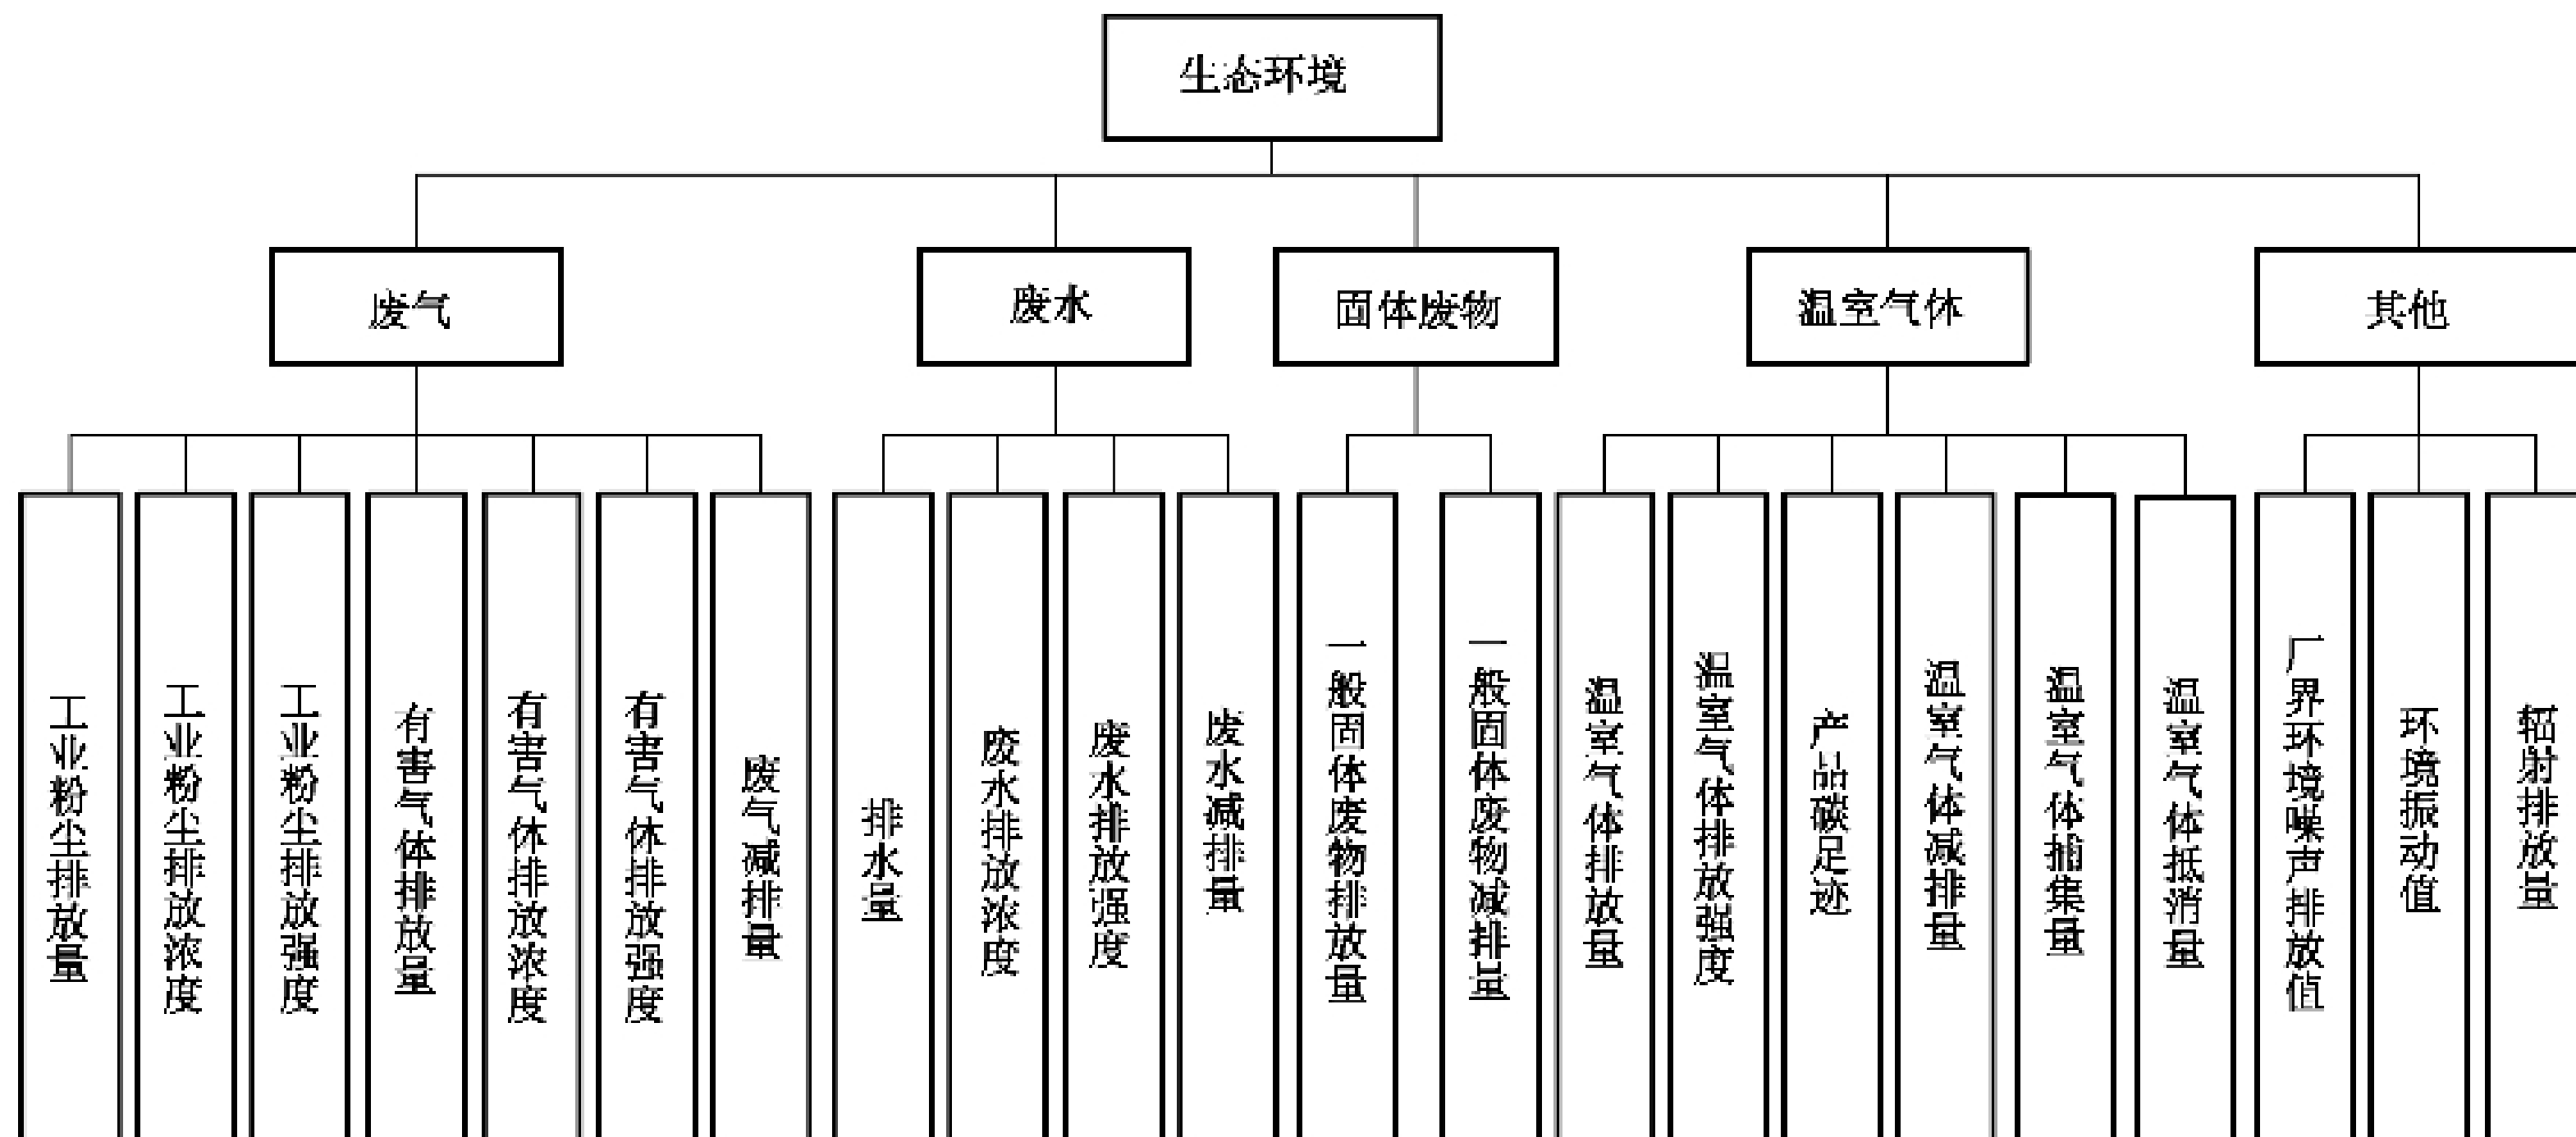 生态环境
废气
废水
固体废物
温室气体
其他
工业粉尘排放量
工业粉尘排放浓度
工业粉尘排放强度
有害气体排放量
有害气体排放浓度
有害气体排放强度
废气减排量
排水量
废水排放浓度
废水排放强度
废水减排量
一般固体废物排放量
一般固体废物减排量
温室气体排放量
温室气体排放强度
产品碳足迹
温室气体减排量
温室气体捕集量
温室气体抵消量
厂界环境噪声排放值
环境振动值
辐射排放量